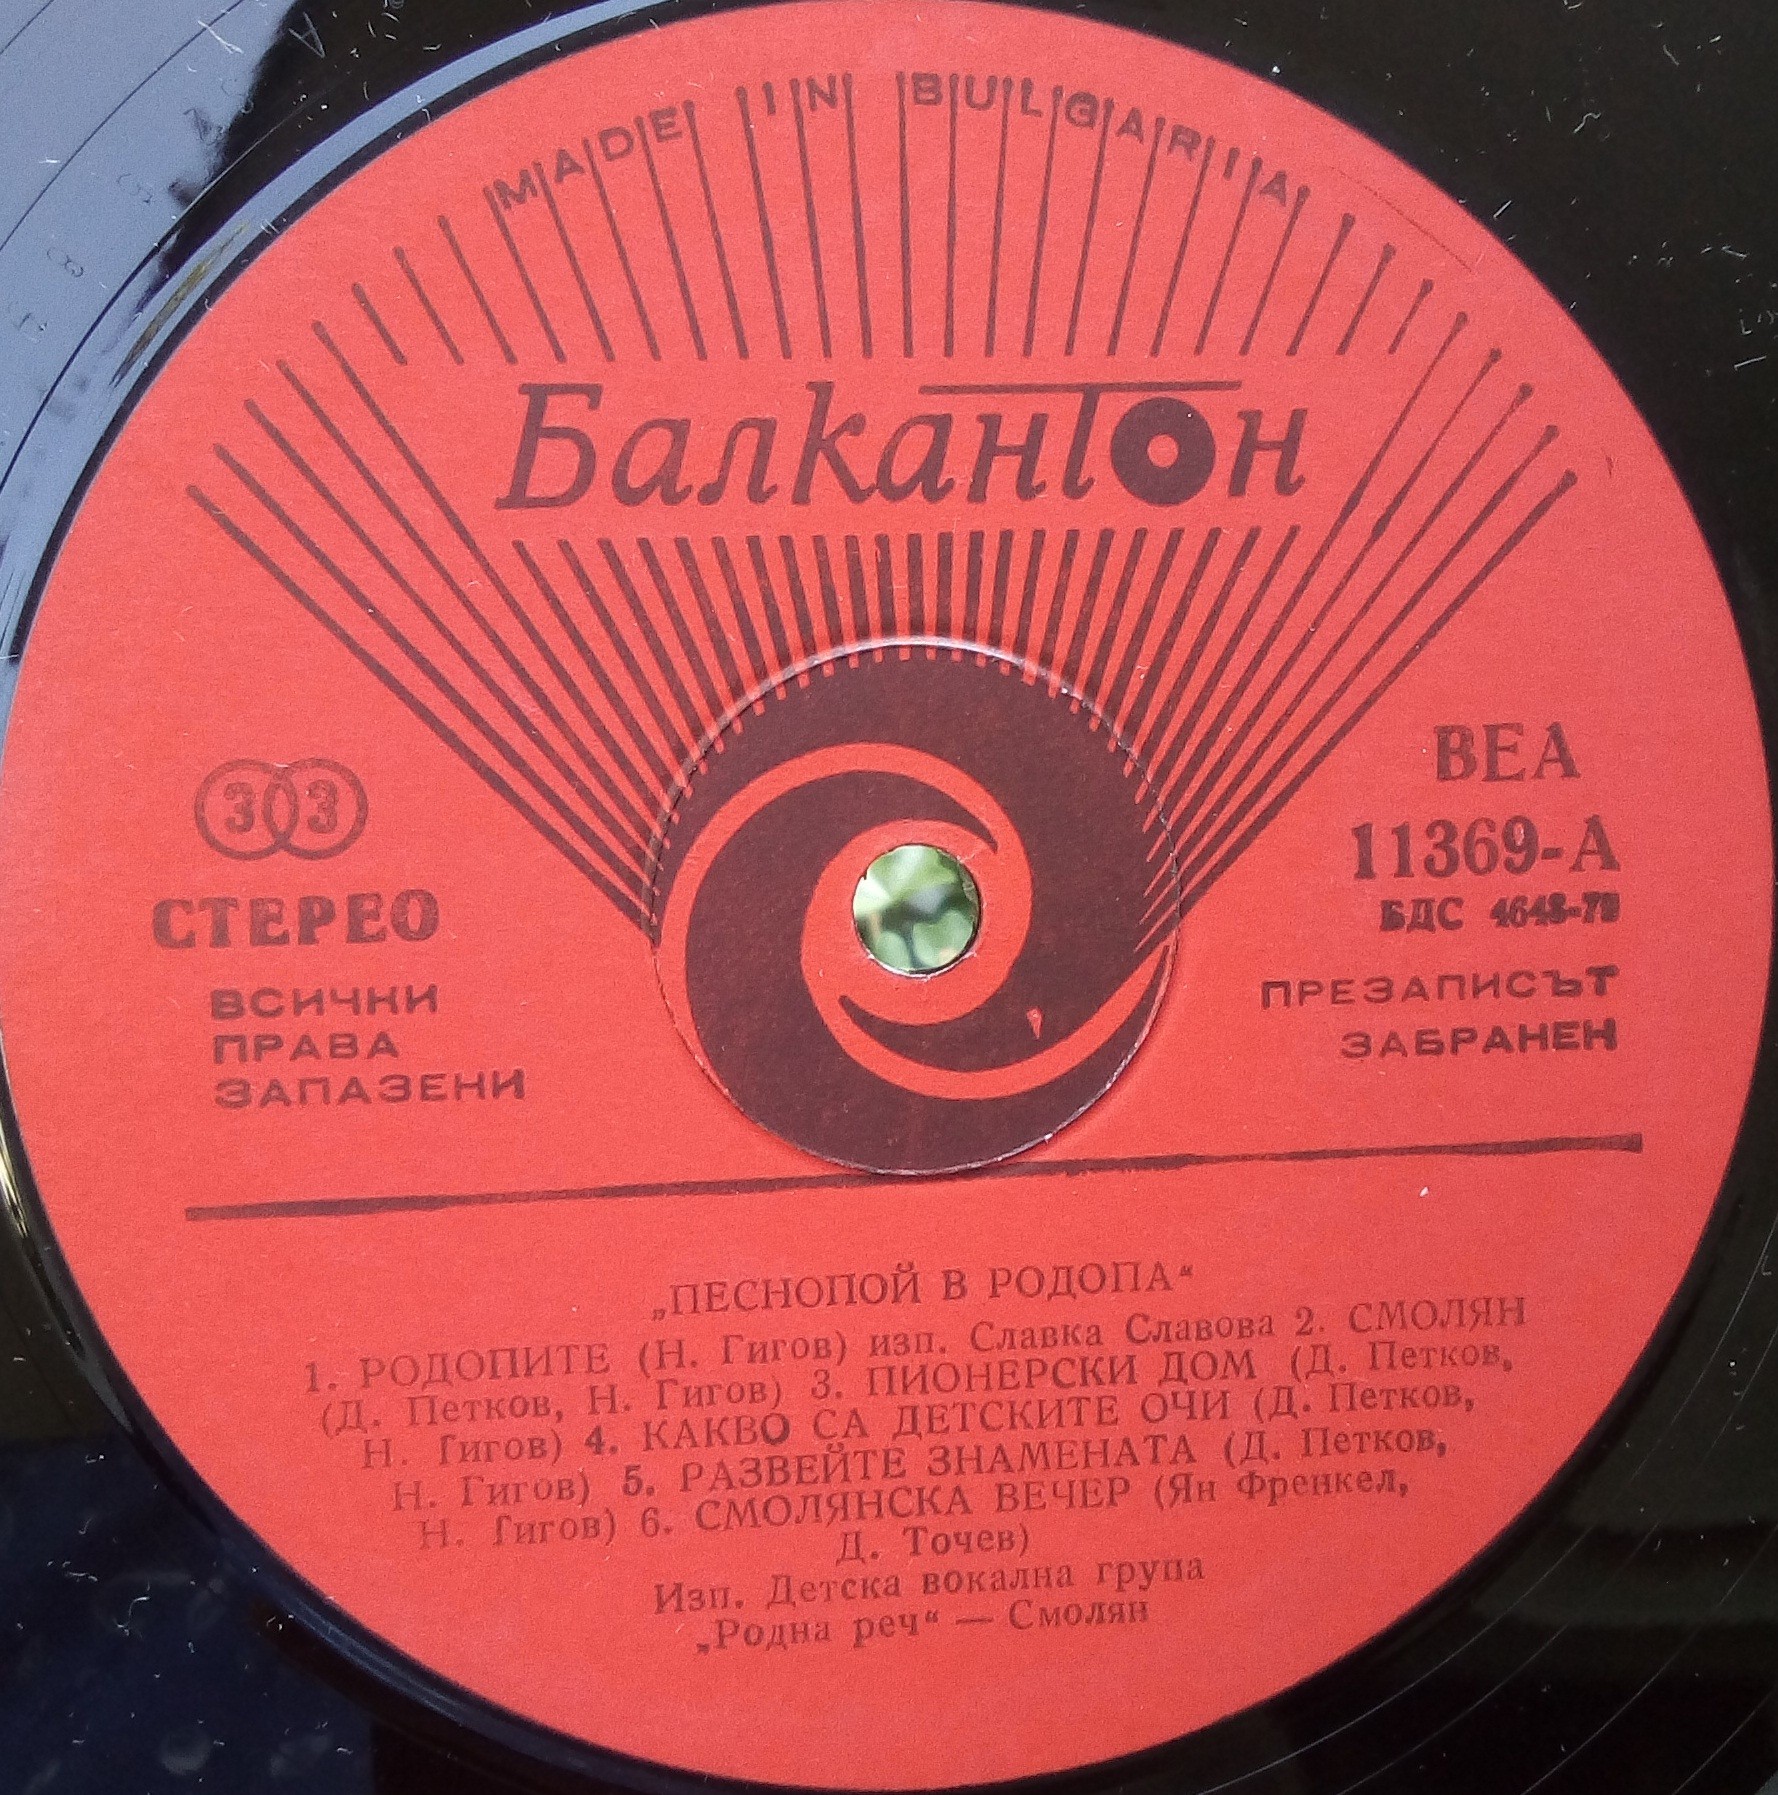 MADE IN BULGARIA
Балкантон
33
СТЕРЕО
ВСИЧКИ
ПРАВА
ЗАПАЗЕНИ
ВЕА
11369-А
БДС 4648-70
ПРЕЗАПИСЪТ
ЗАБРАНЕН
„ПЕСНОПОЙ В РОДОПА“
1. РОДОПИТЕ (Н. Гигов) изп. Славка Славова 2. СМОЛЯН
(Д. Петков, Н. Гигов) 3. ПИОНЕРСКИ ДОМ (Д. Петков,
Н. Гигов) 4. КАКВО СА ДЕТСКИТЕ ОЧИ (Д. Петков,
Н. Гигов) 5. РАЗВЕЙТЕ ЗНАМЕНАТА (Д. Петков,
Н. Гигов) 6. СМОЛЯНСКА ВЕЧЕР (Ян Френкел,
Д. Точев)
Изп. Детска вокална група
„Родна реч“ — Смолян